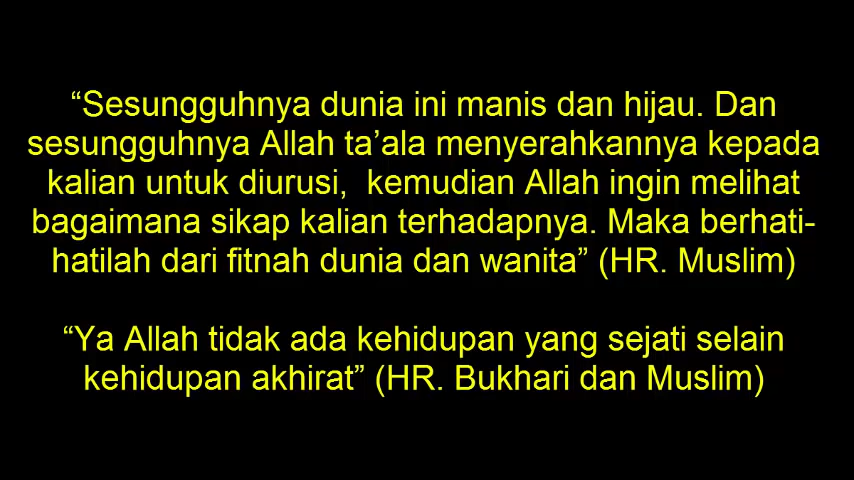 “Sesungguhnya dunia ini manis dan hijau. Dan
sesungguhnya Allah ta’ala menyerahkannya kepada
kalian untuk diurusi,  kemudian Allah ingin melihat
bagaimana sikap kalian terhadapnya. Maka berhati-
hatilah dari fitnah dunia dan wanita” (HR. Muslim)
“Ya Allah tidak ada kehidupan yang sejati selain
kehidupan akhirat” (HR. Bukhari dan Muslim)